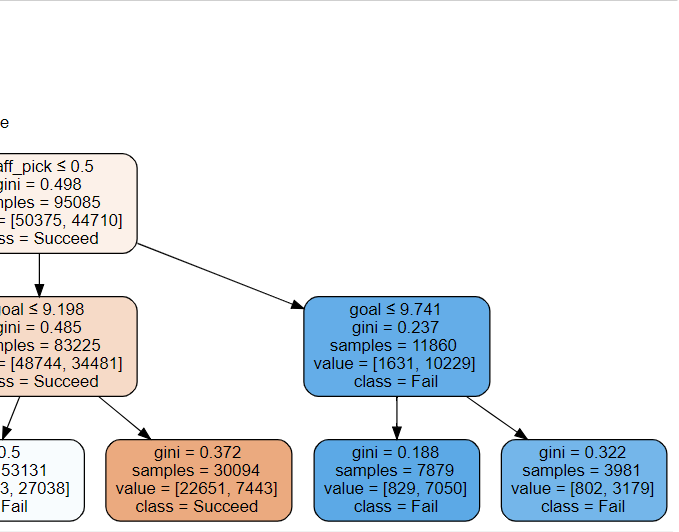 e
aff_pick ≤ 0.5
gini = 0.498
nples = 95085
= [50375, 44710]
ss = Succeed
oal ≤ 9.198
gini = 0.485
nples = 83225
= [48744, 34481]
ss = Succeed
goal ≤ 9.741
gini = 0.237
samples = 11860
value = [1631, 10229]
class = Fail
0.5
53131
3, 27038]
Fail
gini = 0.372
samples = 30094
value = [22651, 7443]
class = Succeed
gini = 0.188
samples = 7879
value = [829, 7050]
class = Fail
gini = 0.322
samples = 3981
value = [802, 3179]
class = Fail